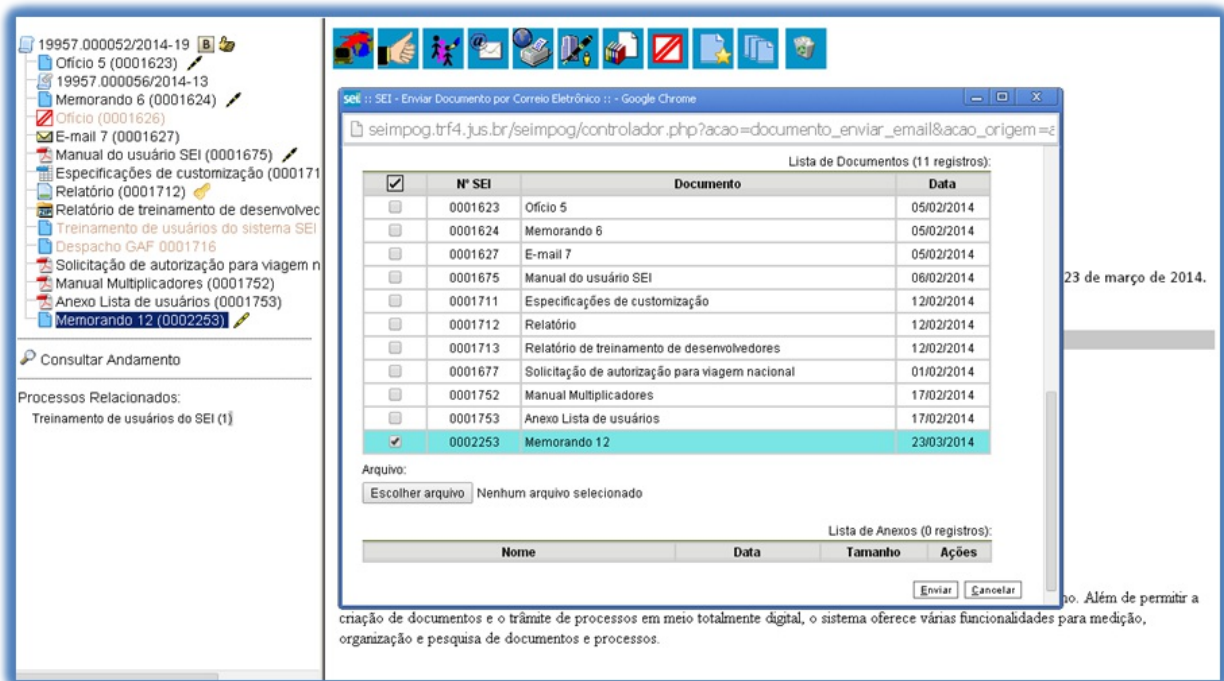 19957.000052/2014-19 B
Ofício 5 (0001623)
19957.000056/2014-13
Memorando 6 (0001624)
Ofício (0001626)
E-mail 7 (0001627)
Manual do usuário SEI (0001675)
Especificações de customização (000171
Relatório (0001712)
Relatório de treinamento de desenvolvec
Treinamento de usuários do sistema SEI
Despacho GAF 0001716
Solicitação de autorização para viagem n
Manual Multiplicadores (0001752)
Anexo Lista de usuários (0001753)
Memorando 12 (0002253)
Consultar Andamento
Processos Relacionados:
Treinamento de usuários do SEI (1)
sei :: SEI - Enviar Documento por Correio Eletrônico :: - Google Chrome
seimpog.trf4.jus.br/seimpog/controlador.php?acao=documento_enviar_email&acao_origem=a
Lista de Documentos (11 registros):
N° SEI Documento Data
0001623 Ofício 5 05/02/2014
0001624 Memorando 6 05/02/2014
0001627 E-mail 7 05/02/2014
0001675 Manual do usuário SEI 06/02/2014
0001711 Especificações de customização 12/02/2014
0001712 Relatório 12/02/2014
0001713 Relatório de treinamento de desenvolvedores 12/02/2014
0001677 Solicitação de autorização para viagem nacional 01/02/2014
0001752 Manual Multiplicadores 17/02/2014
0001753 Anexo Lista de usuários 17/02/2014
0002253 Memorando 12 23/03/2014
Arquivo:
Escolher arquivo Nenhum arquivo selecionado
Lista de Anexos (0 registros):
Nome Data Tamanho Ações
Enviar Cancelar
23 de março de 2014.
no. Além de permitir a
criação de documentos e o trâmite de processos em meio totalmente digital, o sistema oferece várias funcionalidades para medição,
organização e pesquisa de documentos e processos.